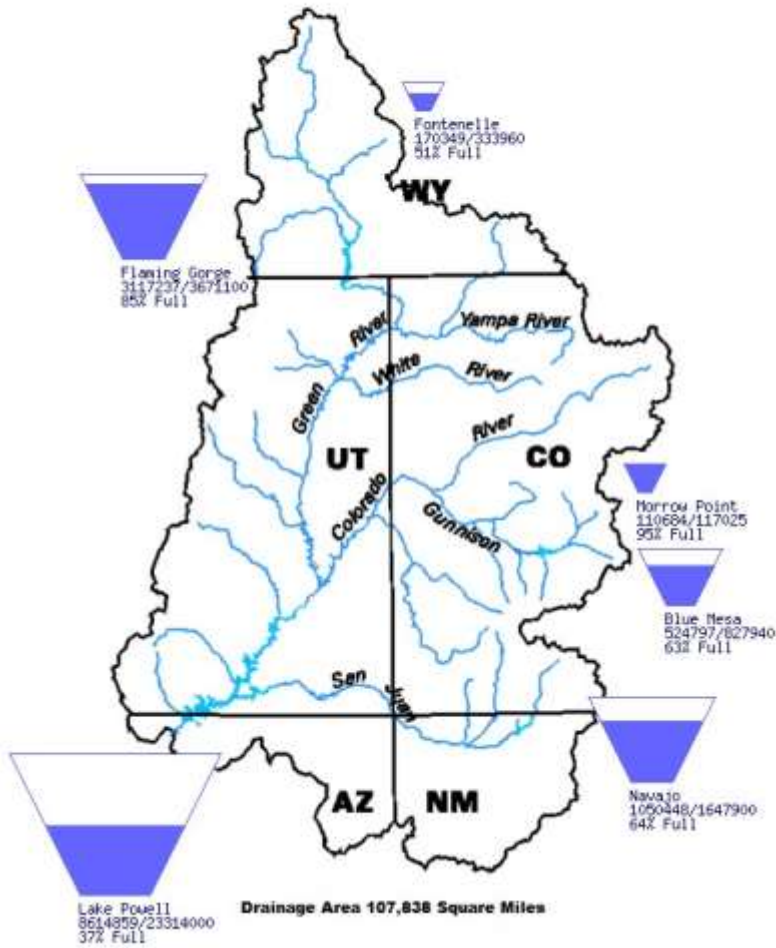 Fontenelle
170349/333960
51% Full
WY
Flaming Gorge
3117237/3671100
85% Full
Yampa River
Green River
White River
River
UT
CO
Colorado
Gunnison
Morrow Point
110684/117025
95% Full
Blue Mesa
524797/827940
63% Full
San Juan
Navajo
1050448/1647900
64% Full
AZ
NM
Lake Powell
8614859/23314000
37% Full
Drainage Area 107,838 Square Miles